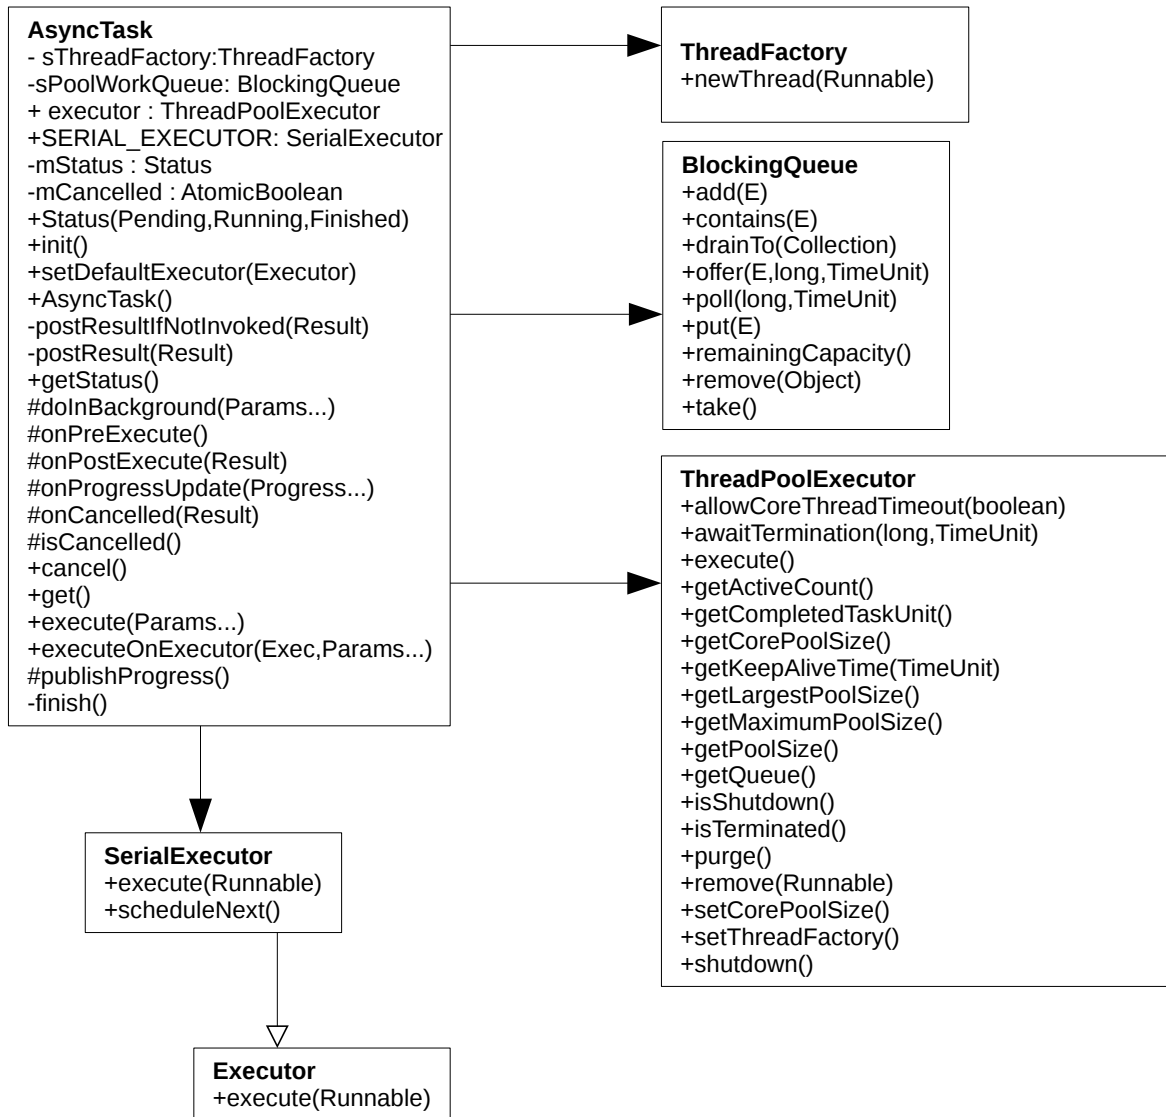 AsyncTask
- sThreadFactory:ThreadFactory
-sPoolWorkQueue: BlockingQueue
+ executor : ThreadPoolExecutor
+SERIAL_EXECUTOR: SerialExecutor
-mStatus : Status
-mCancelled : AtomicBoolean
+Status(Pending,Running,Finished)
+init()
+setDefaultExecutor(Executor)
+AsyncTask()
-postResultIfNotInvoked(Result)
-postResult(Result)
+getStatus()
#doInBackground(Params...)
#onPreExecute()
#onPostExecute(Result)
#onProgressUpdate(Progress...)
#onCancelled(Result)
#isCancelled()
+cancel()
+get()
+execute(Params...)
+executeOnExecutor(Exec,Params...)
#publishProgress()
-finish()
ThreadFactory
+newThread(Runnable)
BlockingQueue
+add(E)
+contains(E)
+drainTo(Collection)
+offer(E,long,TimeUnit)
+poll(long,TimeUnit)
+put(E)
+remainingCapacity()
+remove(Object)
+take()
ThreadPoolExecutor
+allowCoreThreadTimeout(boolean)
+awaitTermination(long,TimeUnit)
+execute()
+getActiveCount()
+getCompletedTaskUnit()
+getCorePoolSize()
+getKeepAliveTime(TimeUnit)
+getLargestPoolSize()
+getMaximumPoolSize()
+getPoolSize()
+getQueue()
+isShutdown()
+isTerminated()
+purge()
+remove(Runnable)
+setCorePoolSize()
+setThreadFactory()
+shutdown()
SerialExecutor
+execute(Runnable)
+scheduleNext()
Executor
+execute(Runnable)